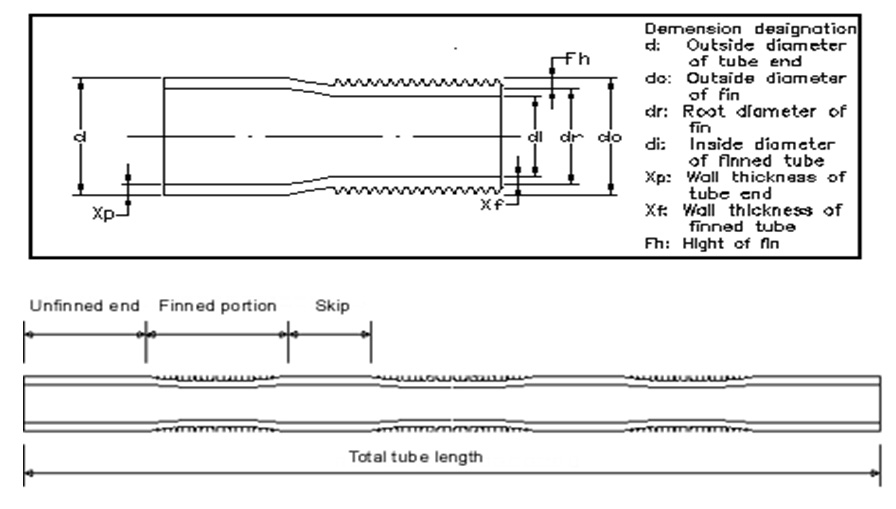 Demension designation
d: Outside diameter
of tube end
do: Outside diameter
of fin
dr: Root diameter of
fin
di: Inside diameter
of finned tube
Xp: Wall thickness of
tube end
Xf: Wall thickness of
finned tube
Fh: Hight of fin
Fh
d
di
dr
do
Xp
Xf
Unfinned end
Finned portion
Skip
Total tube length